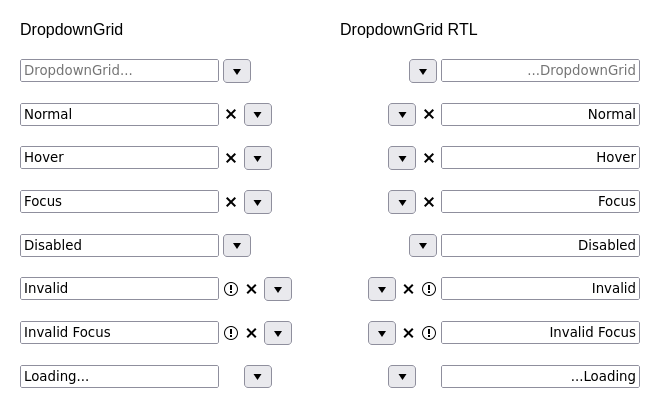 DropdownGrid
DropdownGrid...
Normal
Hover
Focus
Disabled
Invalid
Invalid Focus
Loading...
DropdownGrid RTL
...DropdownGrid
Normal
Hover
Focus
Disabled
Invalid
Invalid Focus
...Loading